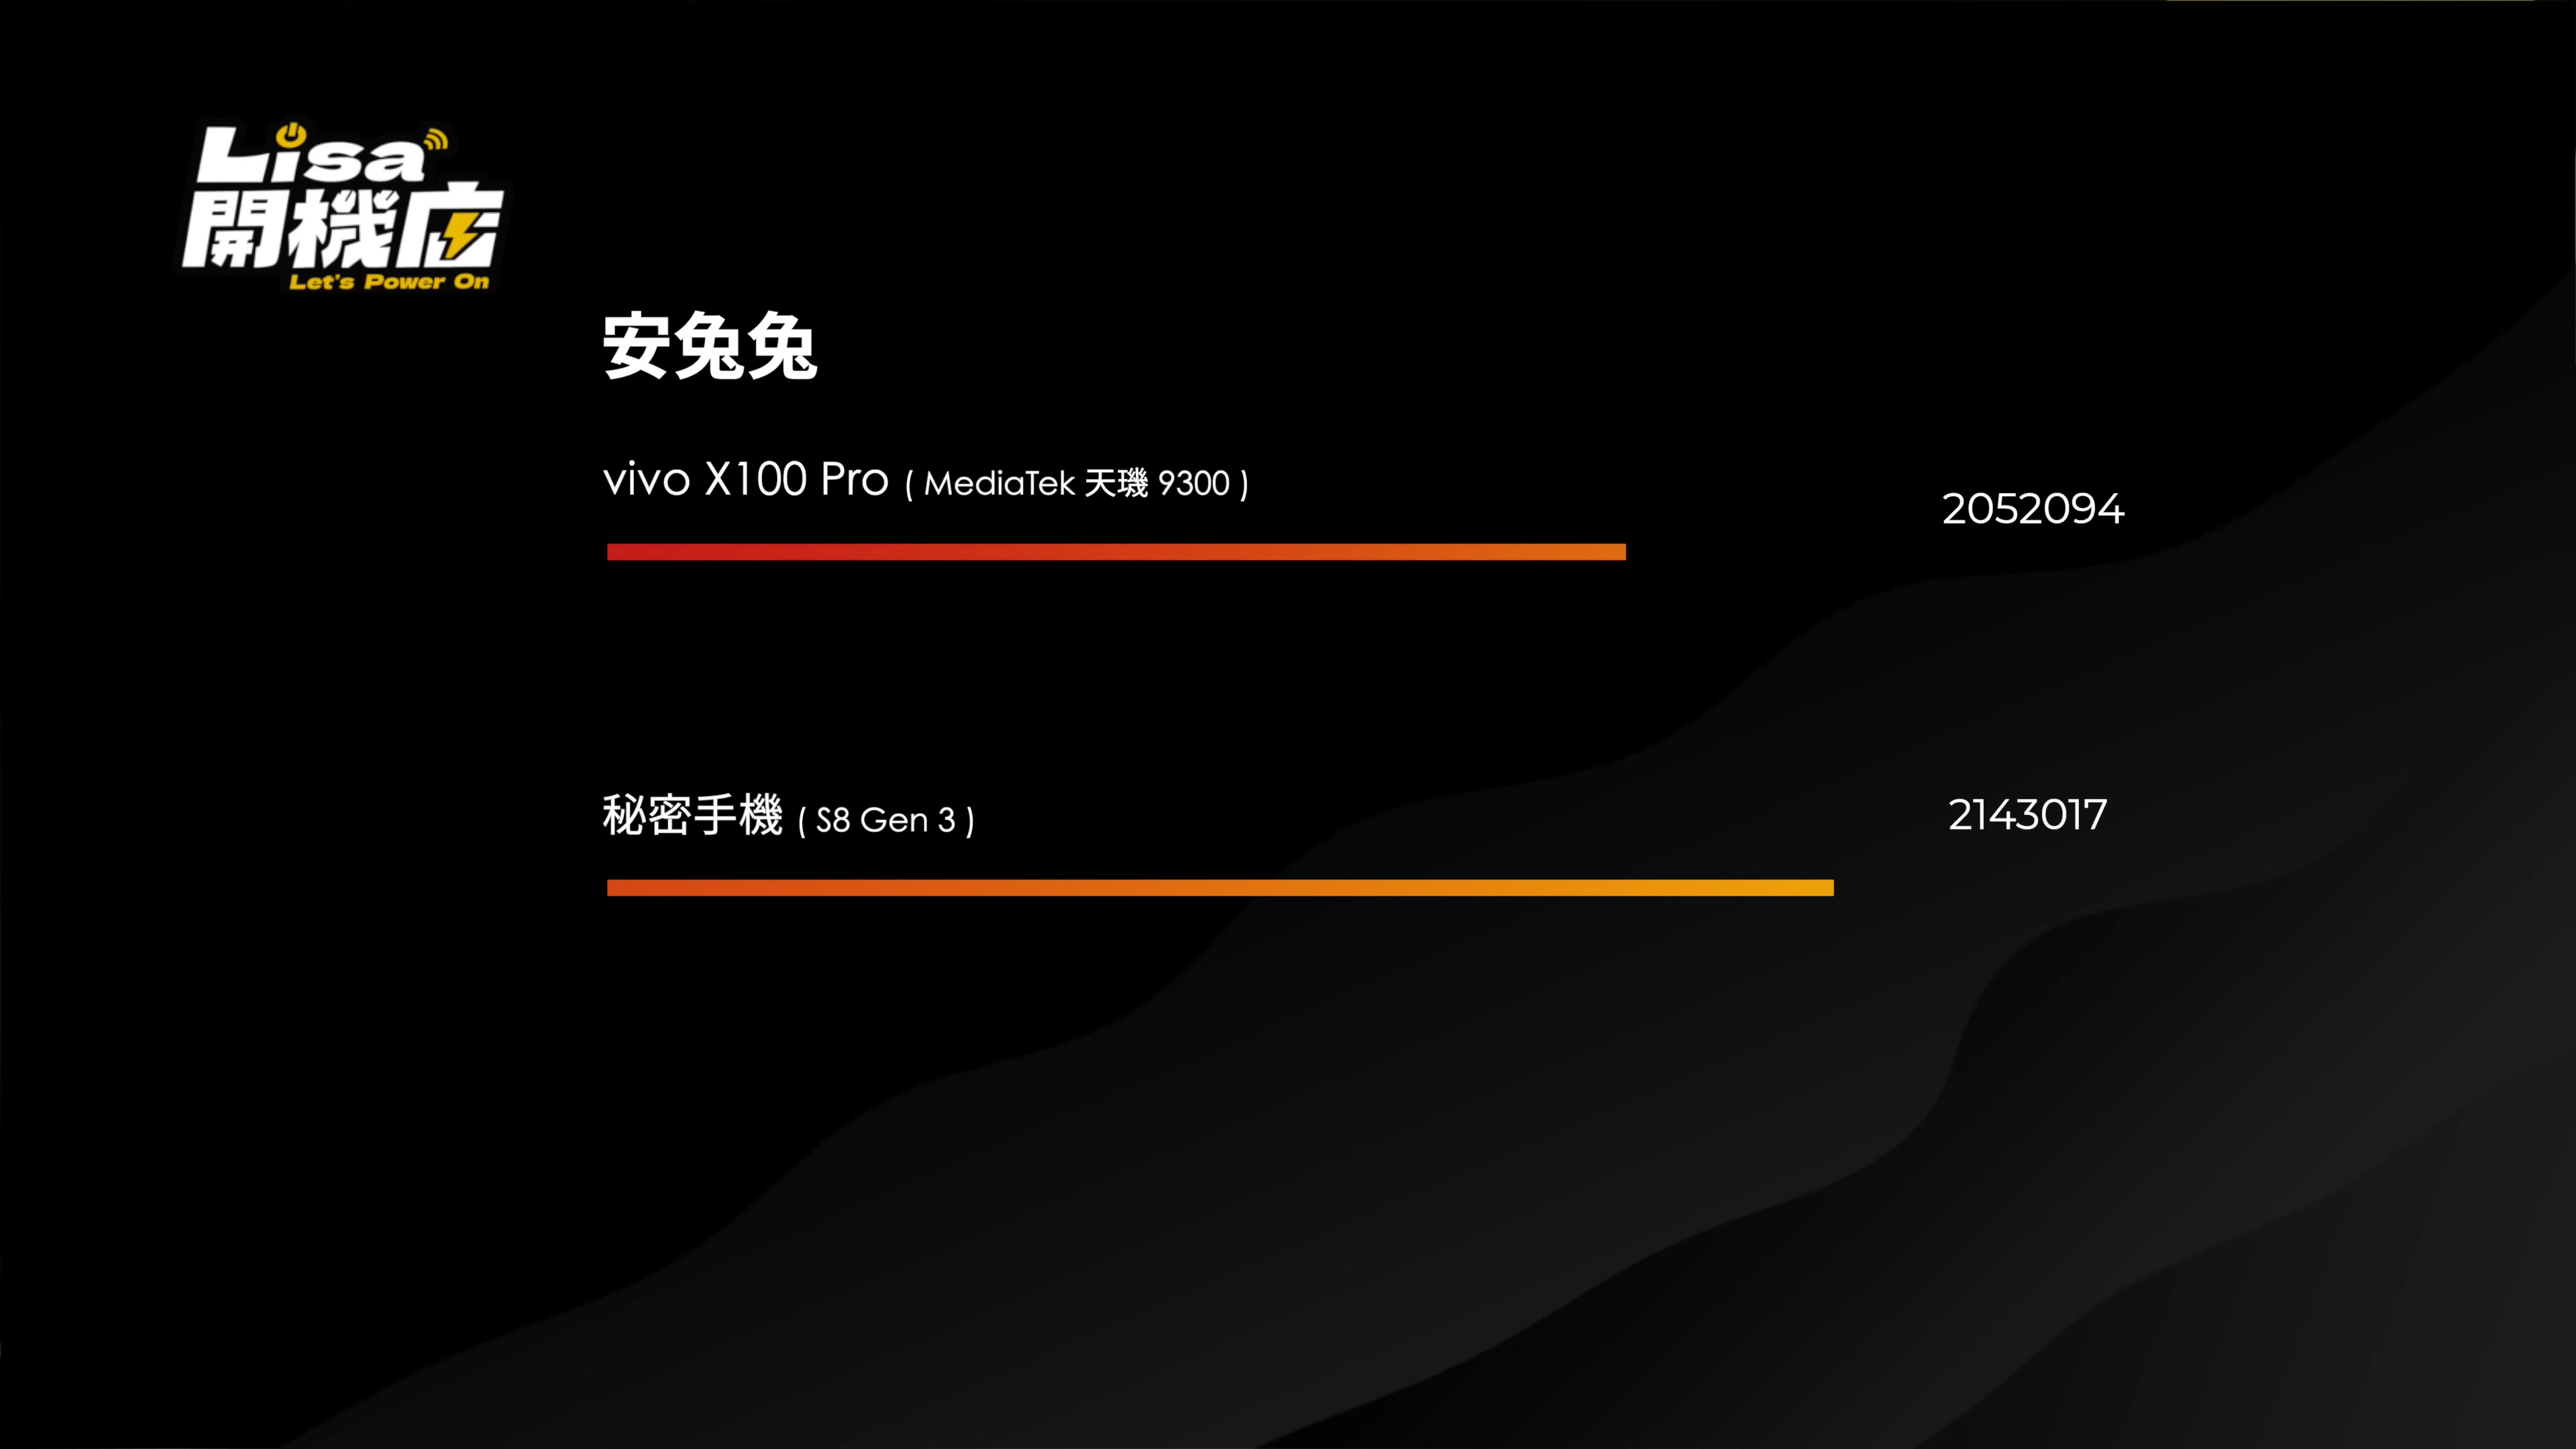 Lisa
開機店
Let's Power On
安兔兔
vivo X100 Pro ( MediaTek 天璣 9300 )
2052094
秘密手機 ( S8 Gen 3 )
2143017